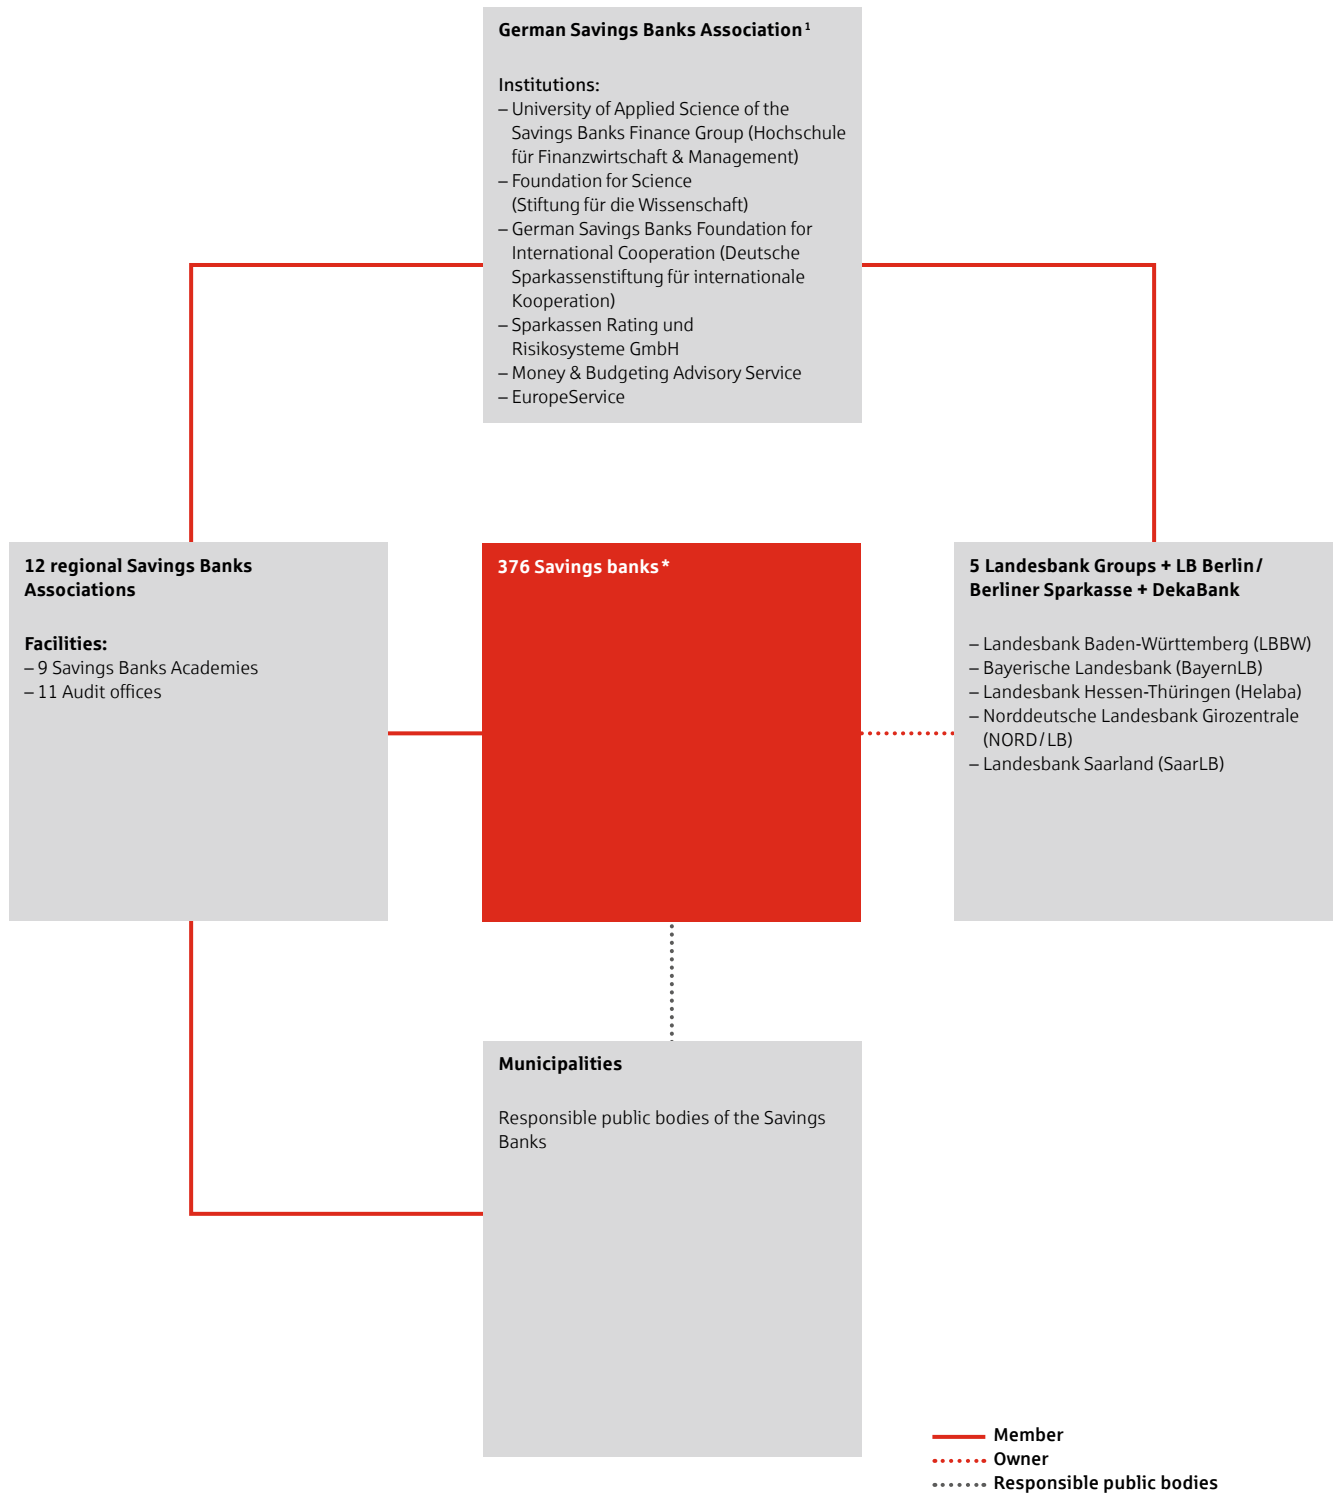 German Savings Banks Association¹
Institutions:
– University of Applied Science of the
Savings Banks Finance Group (Hochschule
für Finanzwirtschaft & Management)
– Foundation for Science
(Stiftung für die Wissenschaft)
– German Savings Banks Foundation for
International Cooperation (Deutsche
Sparkassenstiftung für internationale
Kooperation)
– Sparkassen Rating und
Risikosysteme GmbH
– Money & Budgeting Advisory Service
– EuropeService
12 regional Savings Banks
Associations
Facilities:
– 9 Savings Banks Academies
– 11 Audit offices
376 Savings banks*
5 Landesbank Groups + LB Berlin/
Berliner Sparkasse + DekaBank
– Landesbank Baden-Württemberg (LBBW)
– Bayerische Landesbank (BayernLB)
– Landesbank Hessen-Thüringen (Helaba)
– Norddeutsche Landesbank Girozentrale
(NORD/LB)
– Landesbank Saarland (SaarLB)
Municipalities
Responsible public bodies of the Savings
Banks
Member
Owner
Responsible public bodies